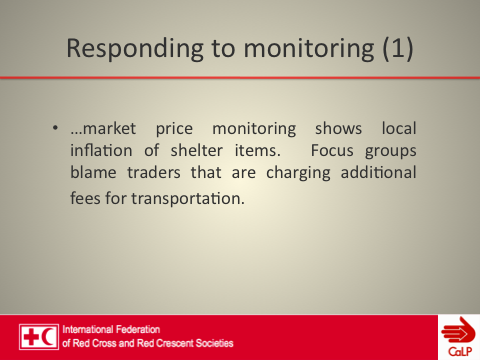 Responding to monitoring (1)
• …market price monitoring shows local
inflation of shelter items. Focus groups
blame traders that are charging additional
fees for transportation.
International Federation
of Red Cross and Red Crescent Societies
CaLP